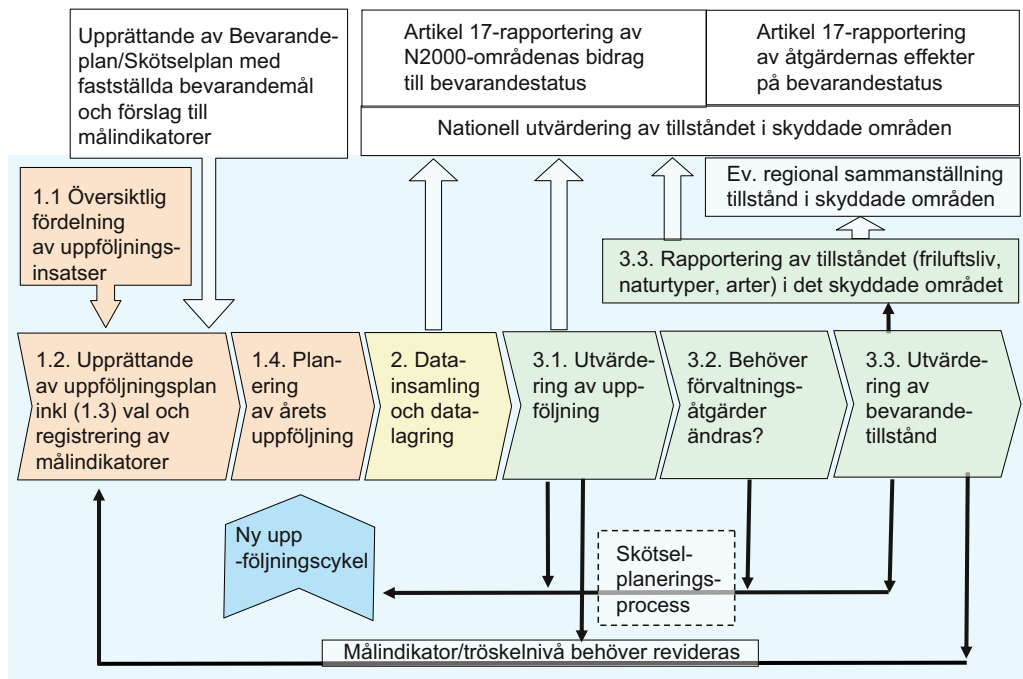 Upprättande av Bevarande-
plan/Skötselplan med
fastställda bevarandemål
och förslag till
målindikatorer
Artikel 17-rapportering av
N2000-områdenas bidrag
till bevarandestatus
Artikel 17-rapportering
av åtgärdernas effekter
på bevarandestatus
Nationell utvärdering av tillståndet i skyddade områden
Ev. regional sammanställning
tillstånd i skyddade områden
1.1 Översiktlig
fördelning
av uppföljnings-
insatser
3.3. Rapportering av tillståndet (friluftsliv,
naturtyper, arter) i det skyddade området
1.2. Upprättande
av uppföljningsplan
inkl (1.3) val och
registrering av
målindikatorer
1.4. Plan-
ering
av årets
uppföljning
2. Data-
insamling
och data-
lagring
3.1. Utvärde-
ring av upp-
följning
3.2. Behöver
förvaltnings-
åtgärder
ändras?
3.3. Utvärde-
ring av
bevarande-
tillstånd
Ny upp
-följningscykel
Skötsel-
planerings-
process
Målindikator/tröskelnivå behöver revideras